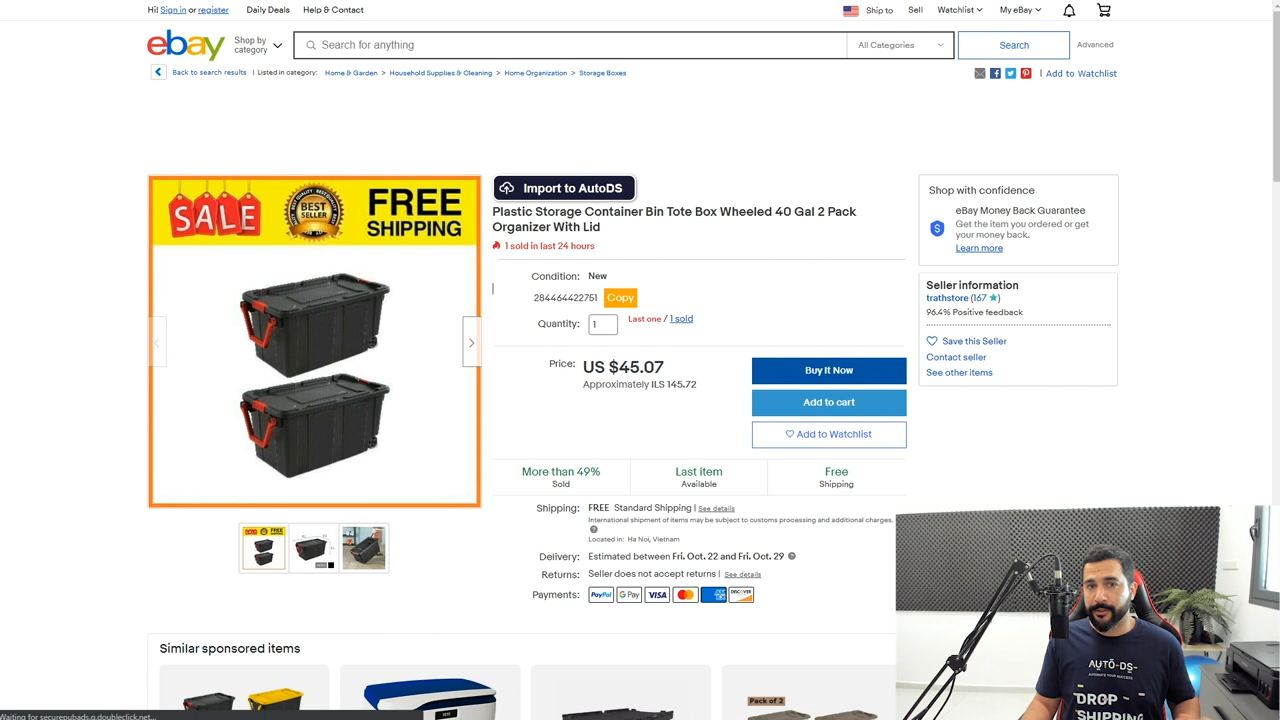 Hi! Sign in or register
Daily Deals
Help & Contact
Ship to
Sell
Watchlist
My eBay
ebay
Shop by
category
Search for anything
All Categories
Search
Advanced
Back to search results
Listed in category:
Home & Garden > Household Supplies & Cleaning > Home Organization > Storage Boxes
Add to Watchlist
SALE
BEST
SELLER
FREE
SHIPPING
Import to AutoDS
Plastic Storage Container Bin Tote Box Wheeled 40 Gal 2 Pack
Organizer With Lid
1 sold in last 24 hours
Condition: New
284464422751 Copy
Quantity: 1 Last one / 1 sold
Price: US $45.07
Approximately ILS 145.72
Buy It Now
Add to cart
Add to Watchlist
More than 49%
Sold
Last item
Available
Free
Shipping
Shipping: FREE Standard Shipping | See details
International shipment of items may be subject to customs processing and additional charges.
Located in: Ha Noi, Vietnam
Delivery: Estimated between Fri. Oct. 22 and Fri. Oct. 29
Returns: Seller does not accept returns | See details
Payments: PayPal G Pay VISA DISCOVER
Shop with confidence
eBay Money Back Guarantee
Get the item you ordered or get
your money back.
Learn more
Seller information
trathstore (167)
96.4% Positive feedback
Save this Seller
Contact seller
See other items
Similar sponsored items
Pack of 2
AUTO-DS
DROP
SHIPPING
Waiting for securepubads.g.doubleclick.net...